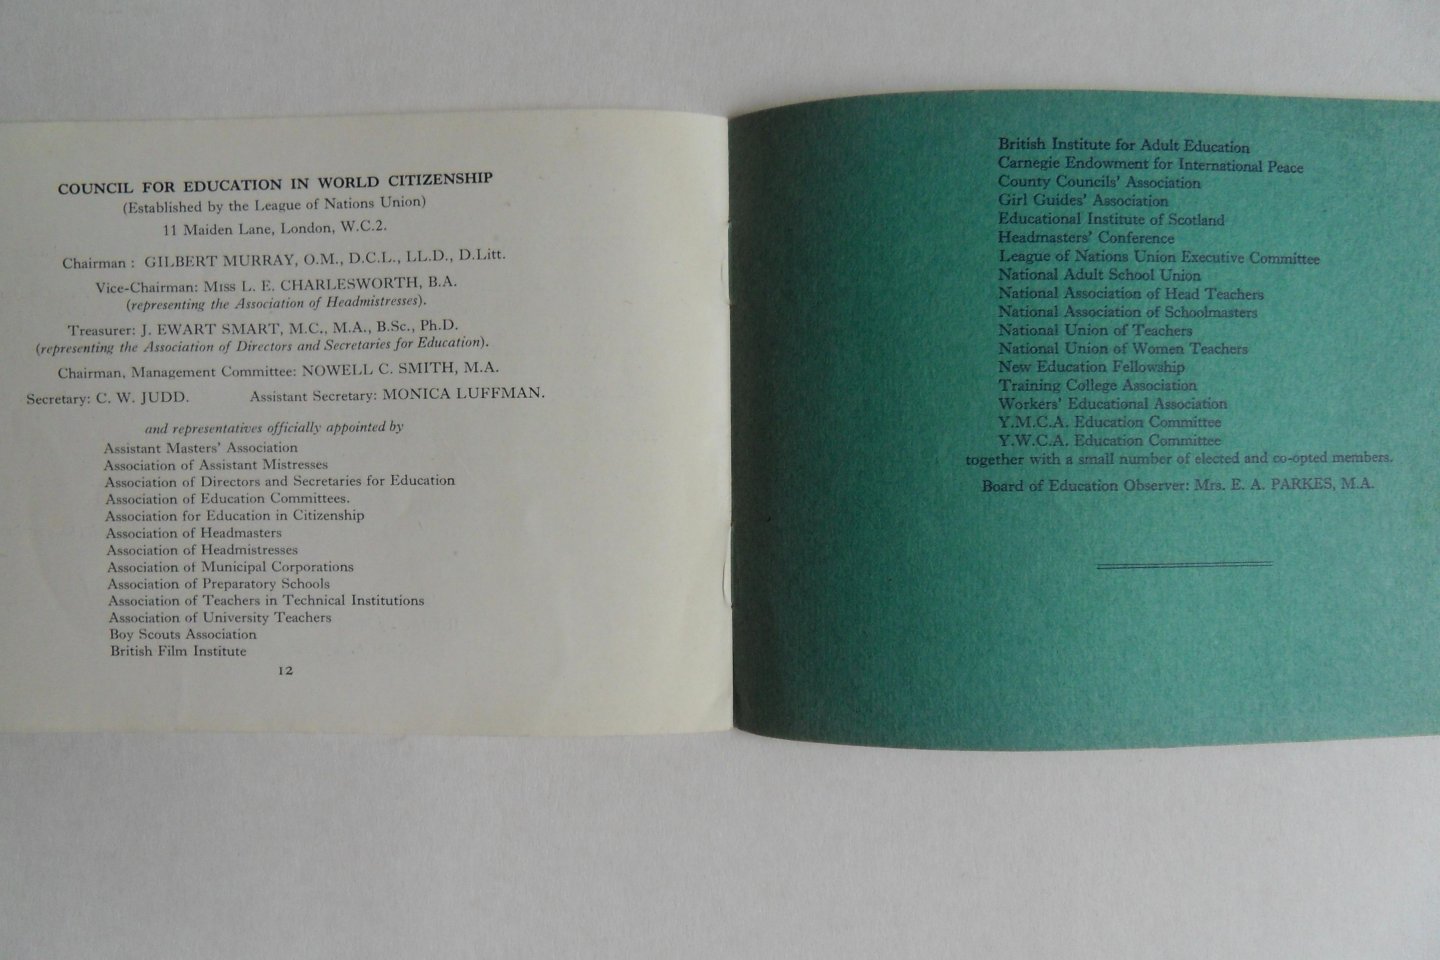 COUNCIL FOR EDUCATION IN WORLD CITIZENSHIP
(Established by the League of Nations Union)
11 Maiden Lane, London, W.C.2.
Chairman : GILBERT MURRAY, O.M., D.C.L., LL.D., D.Litt.
Vice-Chairman: Miss L. E. CHARLESWORTH, B.A.
(representing the Association of Headmistresses).
Treasurer: J. EWART SMART, M.C., M.A., B.Sc., Ph.D.
(representing the Association of Directors and Secretaries for Education).
Chairman, Management Committee: NOWELL C. SMITH, M.A.
Secretary: C. W. JUDD. Assistant Secretary: MONICA LUFFMAN.
and representatives officially appointed by
Assistant Masters' Association
Association of Assistant Mistresses
Association of Directors and Secretaries for Education
Association of Education Committees.
Association for Education in Citizenship
Association of Headmasters
Association of Headmistresses
Association of Municipal Corporations
Association of Preparatory Schools
Association of Teachers in Technical Institutions
Association of University Teachers
Boy Scouts Association
British Film Institute
12
British Institute for Adult Education
Carnegie Endowment for International Peace
County Councils' Association
Girl Guides' Association
Educational Institute of Scotland
Headmasters' Conference
League of Nations Union Executive Committee
National Adult School Union
National Association of Head Teachers
National Association of Schoolmasters
National Union of Teachers
National Union of Women Teachers
New Education Fellowship
Training College Association
Workers' Educational Association
Y.M.C.A. Education Committee
Y.W.C.A. Education Committee
together with a small number of elected and co-opted members.
Board of Education Observer: Mrs. E. A. PARKES, M.A.